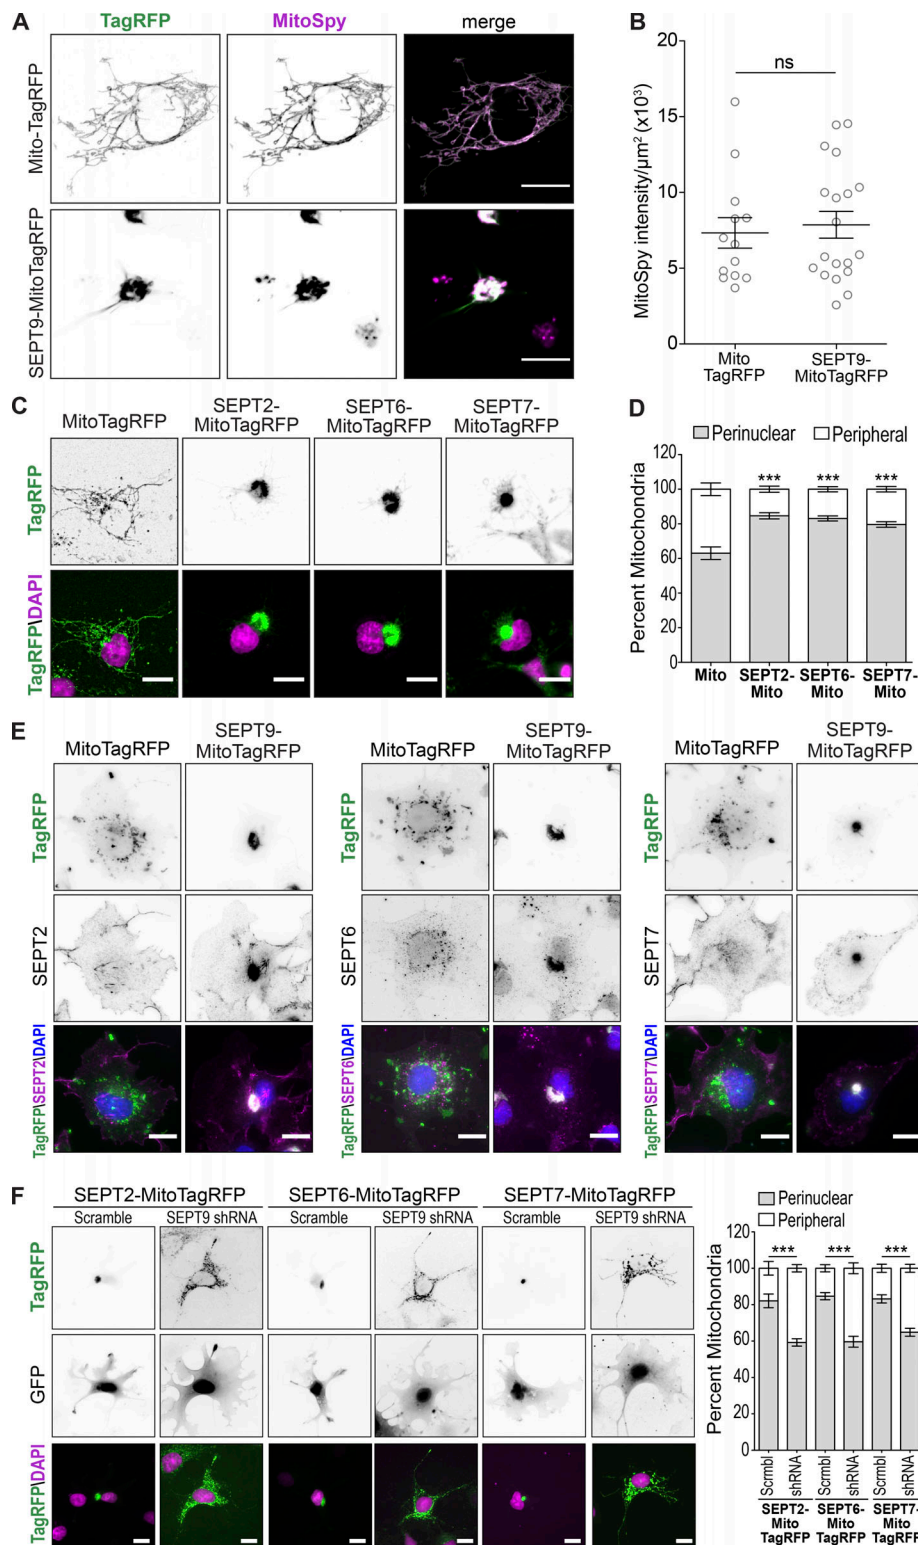 A
TagRFP MitoSpy merge
Mito-TagRFP
SEPT9-MitoTagRFP
B
20
15
10
5
0
ns
MitoSpy intensity/µm² (x10³)
Mito
TagRFP
SEPT9-
MitoTagRFP
C
MitoTagRFP
SEPT2-
MitoTagRFP
SEPT6-
MitoTagRFP
SEPT7-
MitoTagRFP
TagRFP
TagRFP\DAPI
D
Perinuclear Peripheral
120
100
80
60
40
20
0
*** *** ***
Percent Mitochondria
Mito
SEPT2-
Mito
SEPT6-
Mito
SEPT7-
Mito
E
MitoTagRFP
SEPT9-
MitoTagRFP
TagRFP
SEPT2
TagRFP\SEPT2\DAPI
MitoTagRFP
SEPT9-
MitoTagRFP
TagRFP
SEPT6
TagRFP\SEPT6\DAPI
MitoTagRFP
SEPT9-
MitoTagRFP
TagRFP
SEPT7
TagRFP\SEPT7\DAPI
F
SEPT2-MitoTagRFP SEPT6-MitoTagRFP SEPT7-MitoTagRFP
Scramble SEPT9 shRNA Scramble SEPT9 shRNA Scramble SEPT9 shRNA
TagRFP
GFP
TagRFP\DAPI
Perinuclear
Peripheral
120
100
80
60
40
20
0
*** *** ***
Percent Mitochondria
Scrmbl shRNA Scrmbl shRNA Scrmbl shRNA
SEPT2-
Mito
TagRFP
SEPT6-
Mito
TagRFP
SEPT7-
Mito
TagRFP